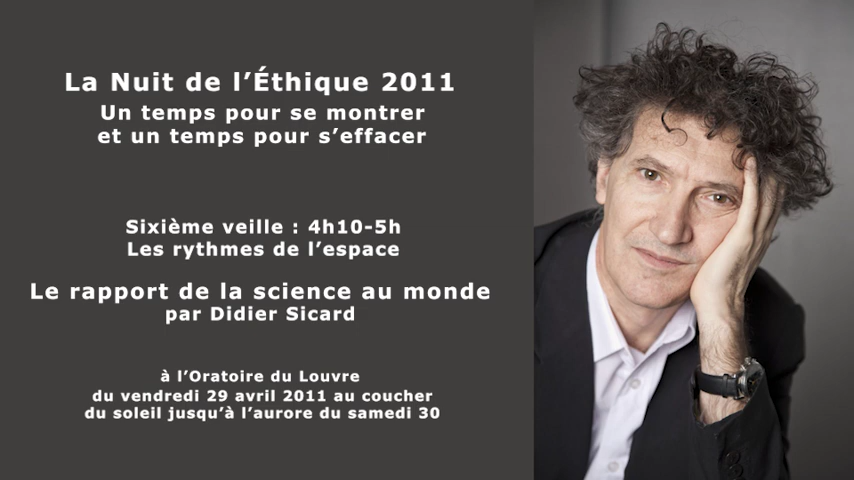 La Nuit de l’Éthique 2011
Un temps pour se montrer
et un temps pour s’effacer
Sixième veille : 4h10-5h
Les rythmes de l’espace
Le rapport de la science au monde
par Didier Sicard
à l’Oratoire du Louvre
du vendredi 29 avril 2011 au coucher
du soleil jusqu’à l’aurore du samedi 30